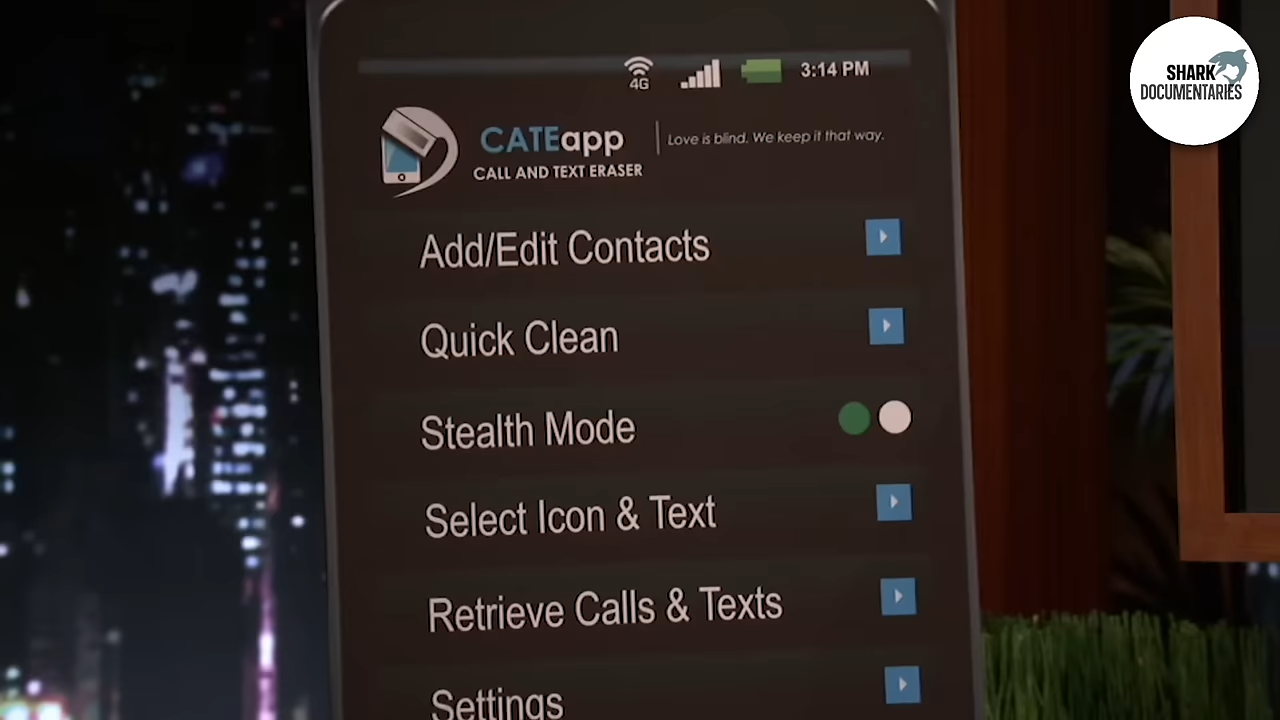 SHARK
DOCUMENTARIES
4G
3:14 PM
CATEapp
Love is blind. We keep it that way.
CALL AND TEXT ERASER
Add/Edit Contacts
Quick Clean
Stealth Mode
Select Icon & Text
Retrieve Calls & Texts
Settings